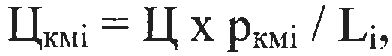 Цкмі = Ц х ркмі / Lі,